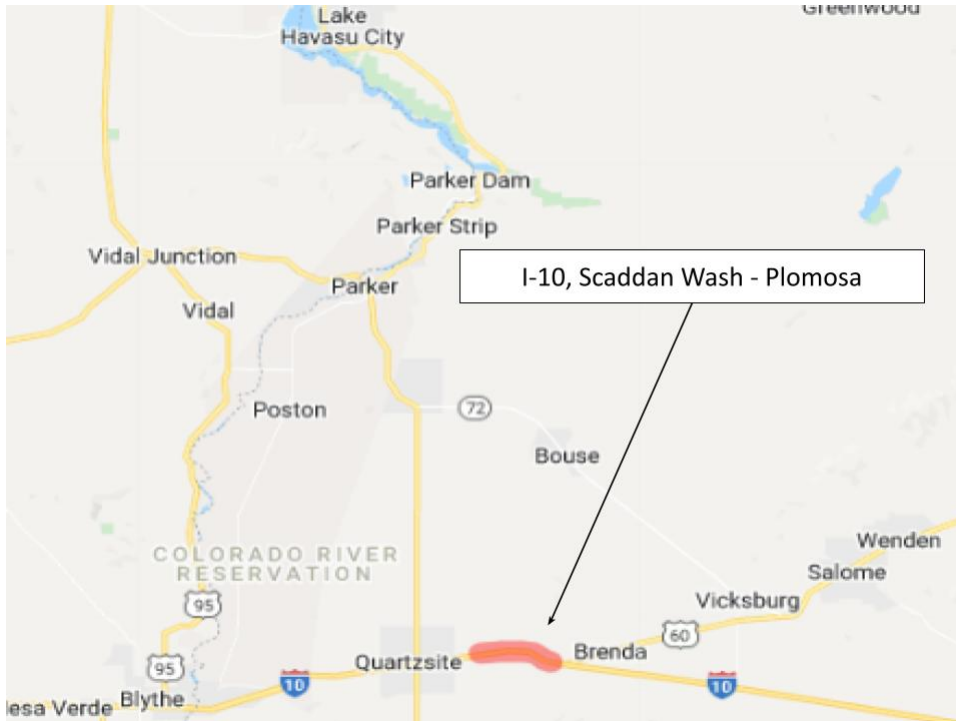 Greenwood
Lake
Havasu City
Parker Dam
Parker Strip
Vidal Junction
I-10, Scaddan Wash - Plomosa
Parker
Vidal
Poston
72
Bouse
COLORADO RIVER
RESERVATION
Wenden
Salome
95
Vicksburg
60
Brenda
Quartzsite
95
10
10
lesa Verde
Blythe